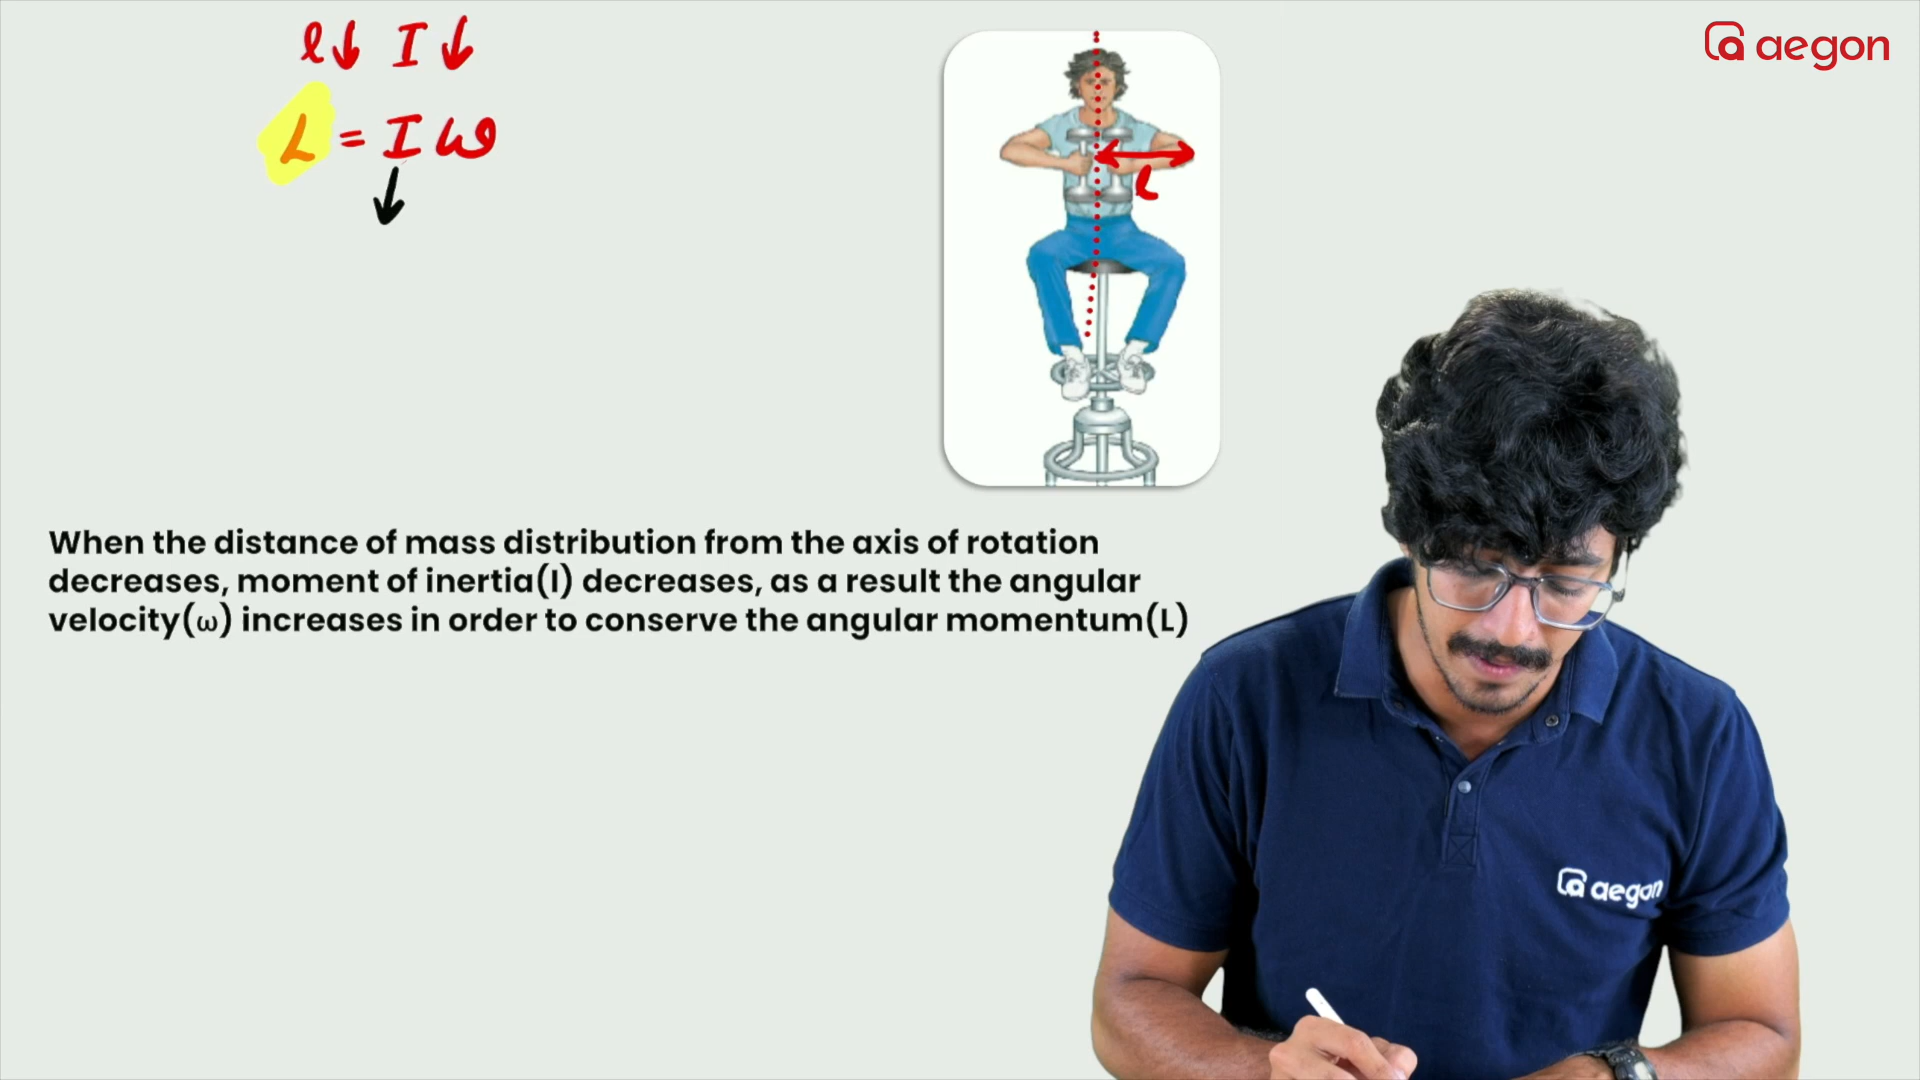 l↓ I↓
aegon
L = I ω
↓
l
When the distance of mass distribution from the axis of rotation
decreases, moment of inertia(I) decreases, as a result the angular
velocity(ω) increases in order to conserve the angular momentum(L)
aegon